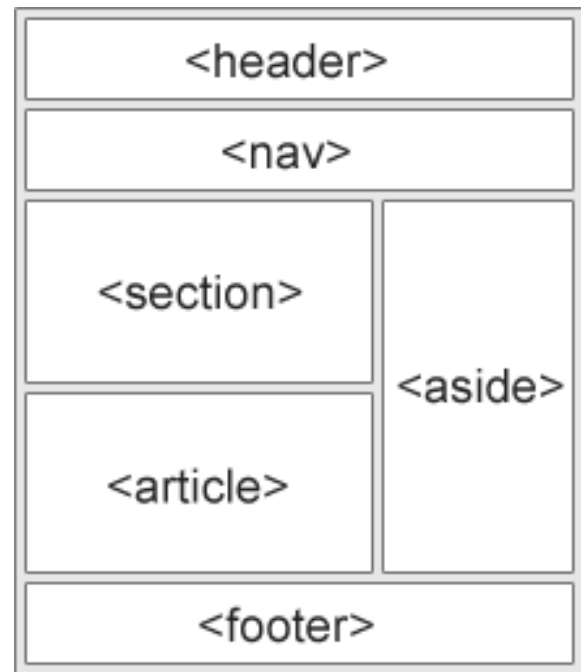 <header>
<nav>
<section>
<aside>
<article>
<footer>